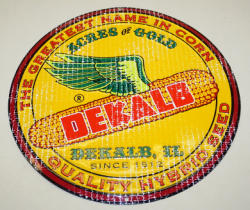 THE GREATEST NAME IN CORN
ACRES of GOLD
®
DEKALB
DEKALB, IL
SINCE 1912
QUALITY HYBRID SEED